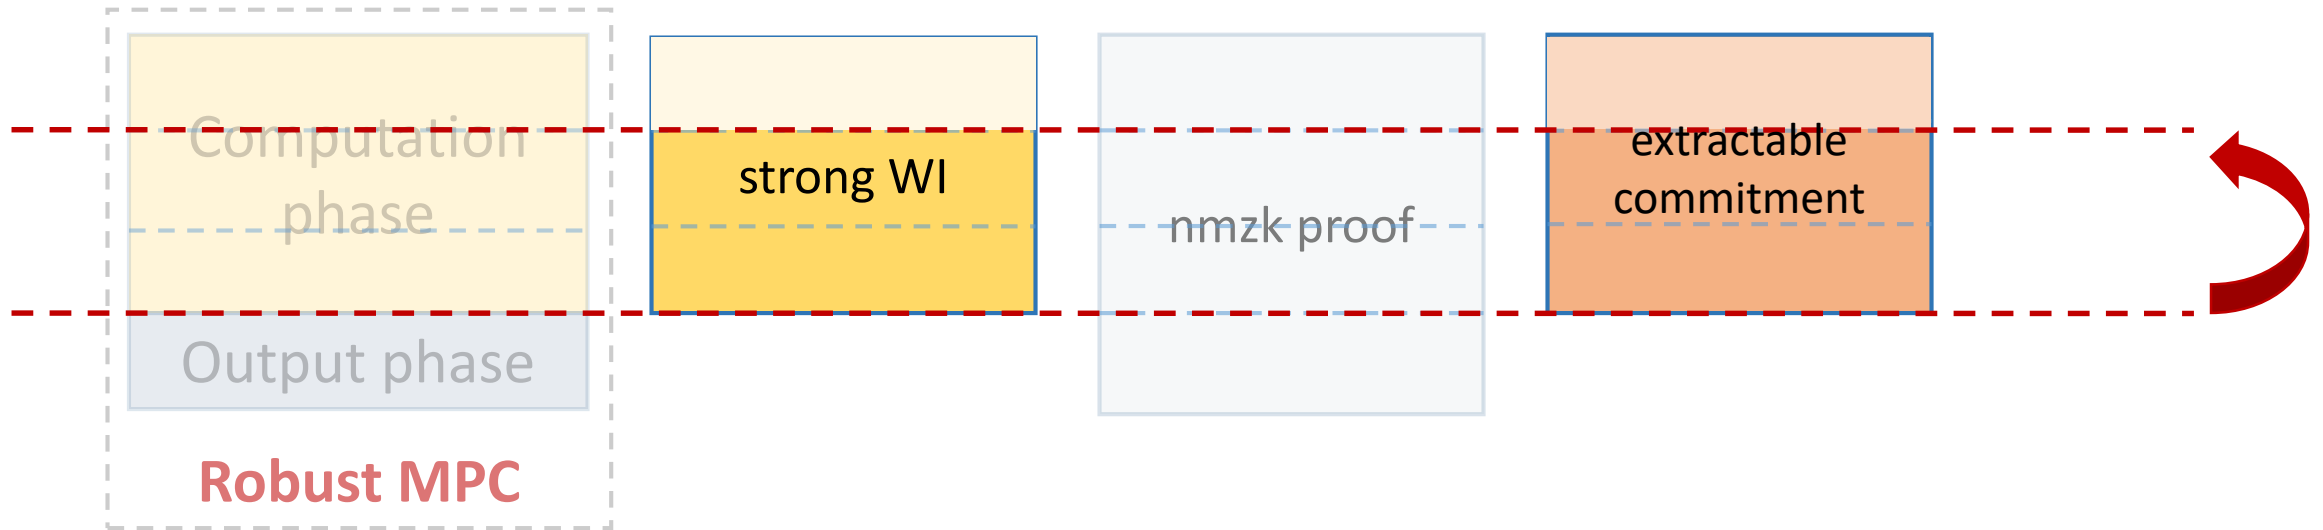 Computation
phase
Output phase
Robust MPC
strong WI
nmzk proof
extractable
commitment